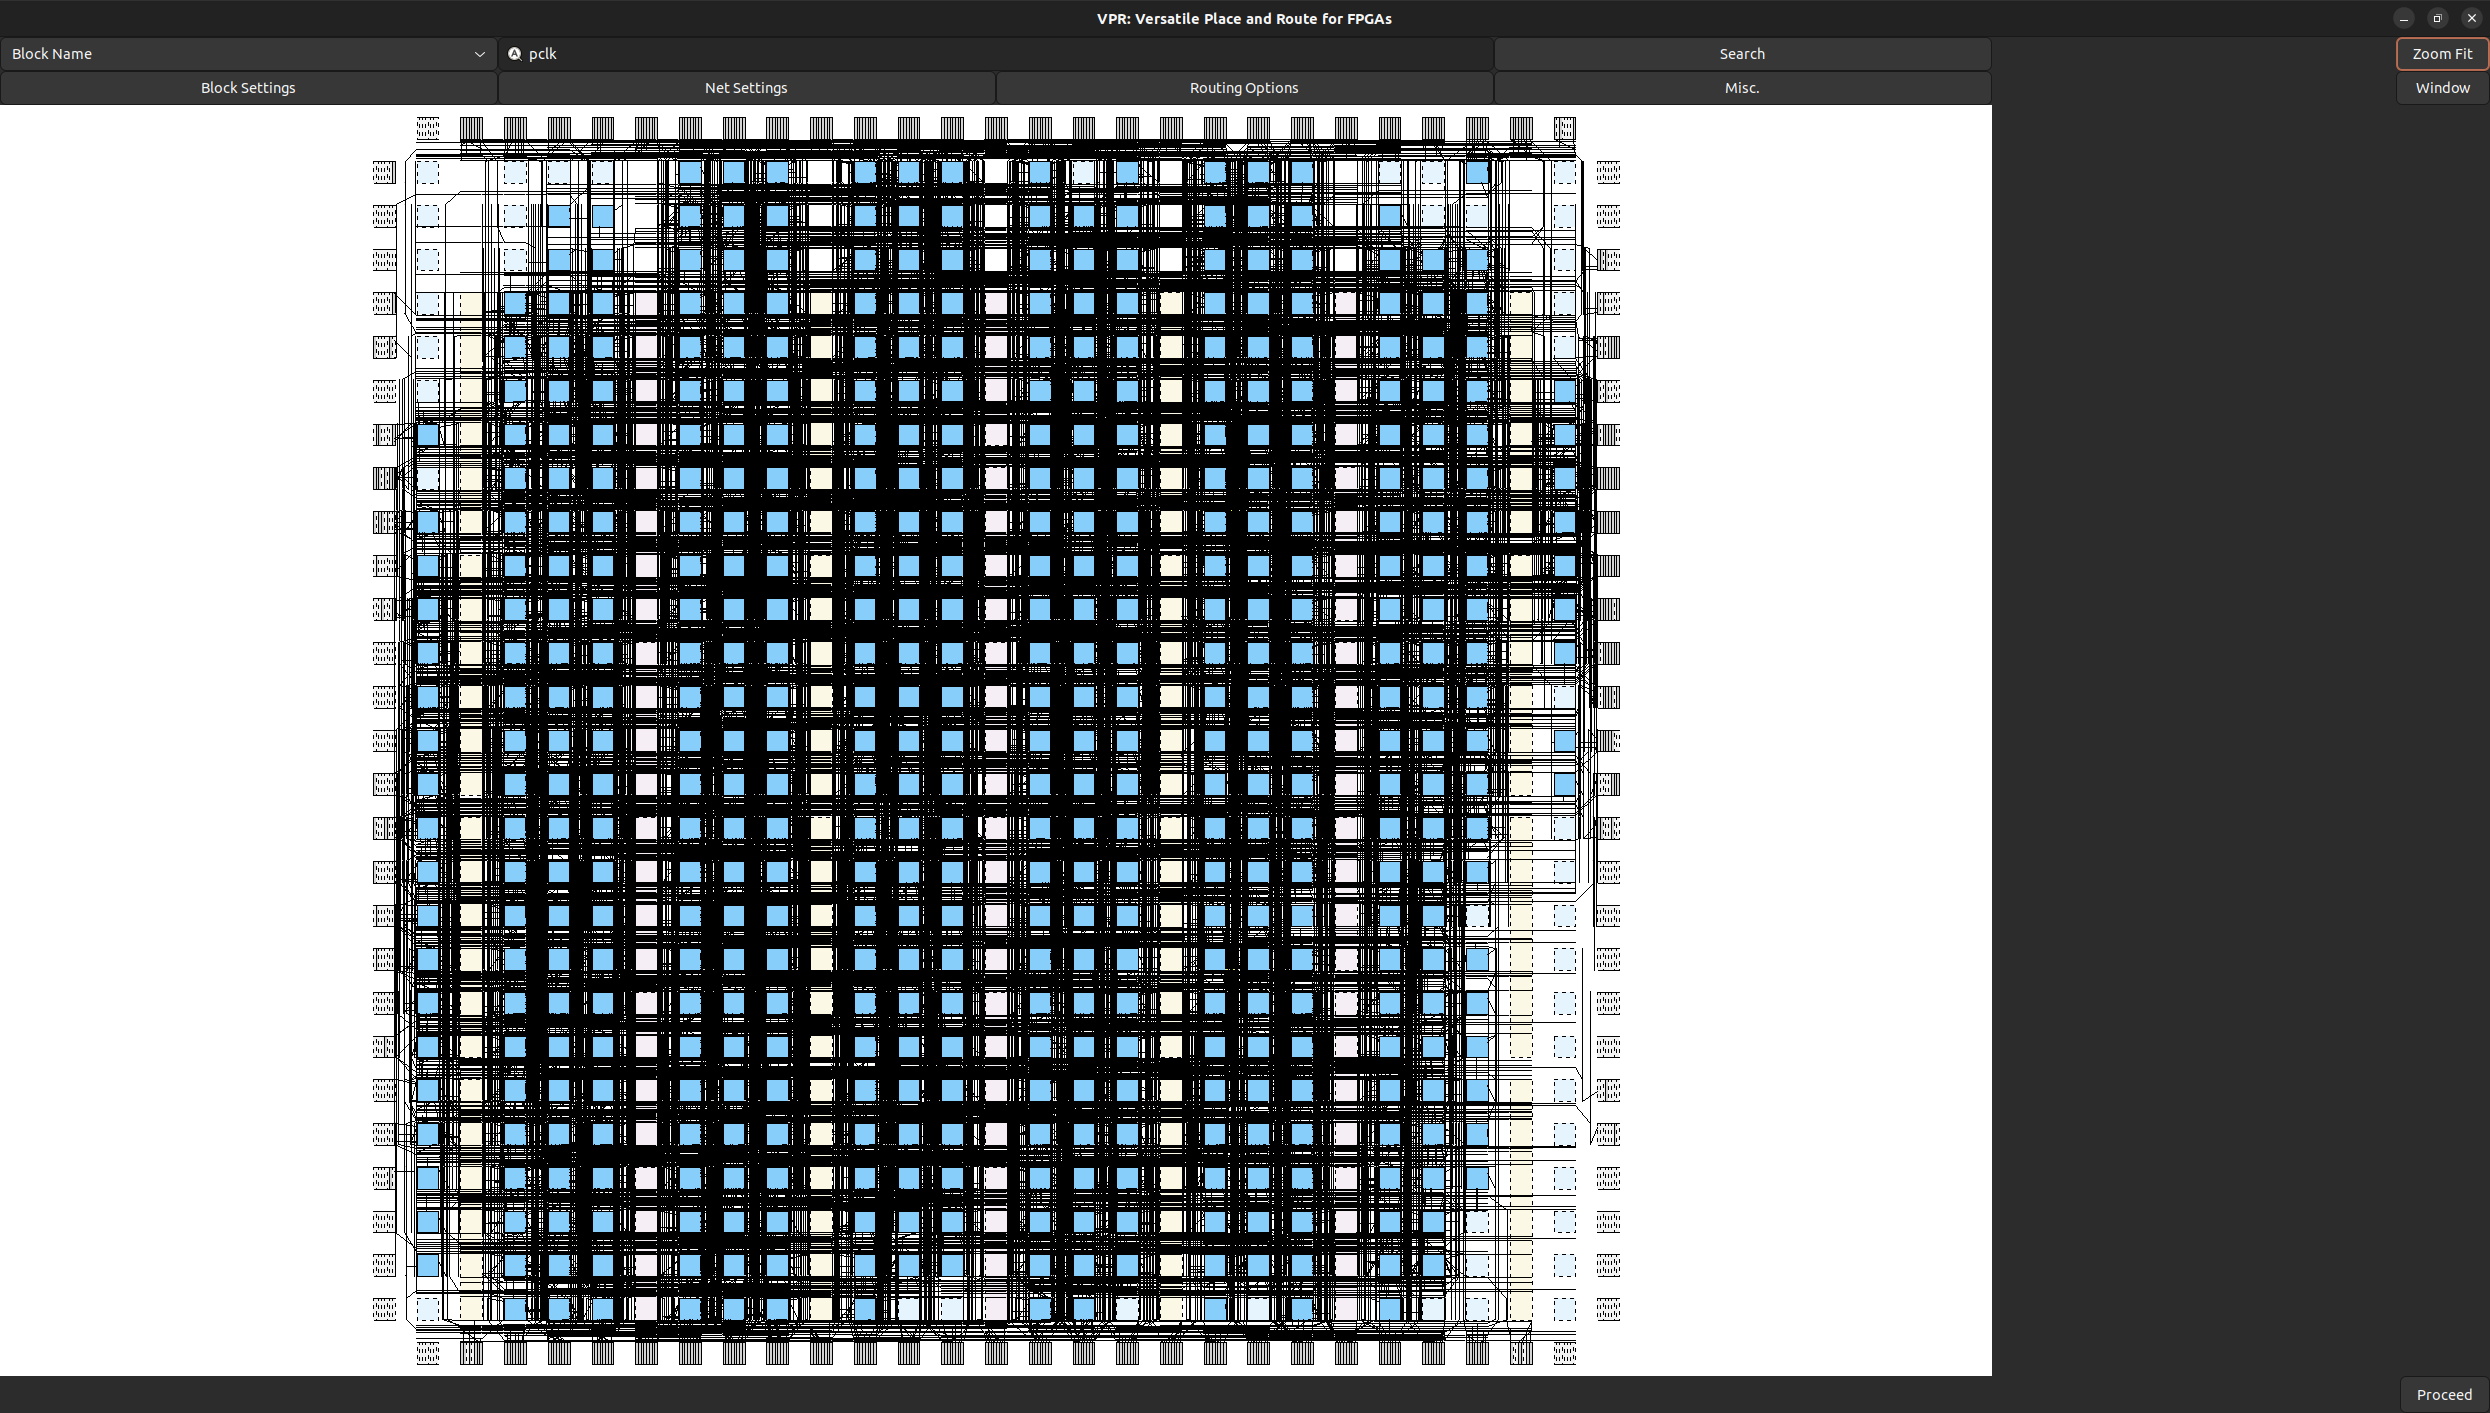 VPR: Versatile Place and Route for FPGAs
Block Name
pclk
Search
Zoom Fit
Block Settings
Net Settings
Routing Options
Misc.
Window
Proceed